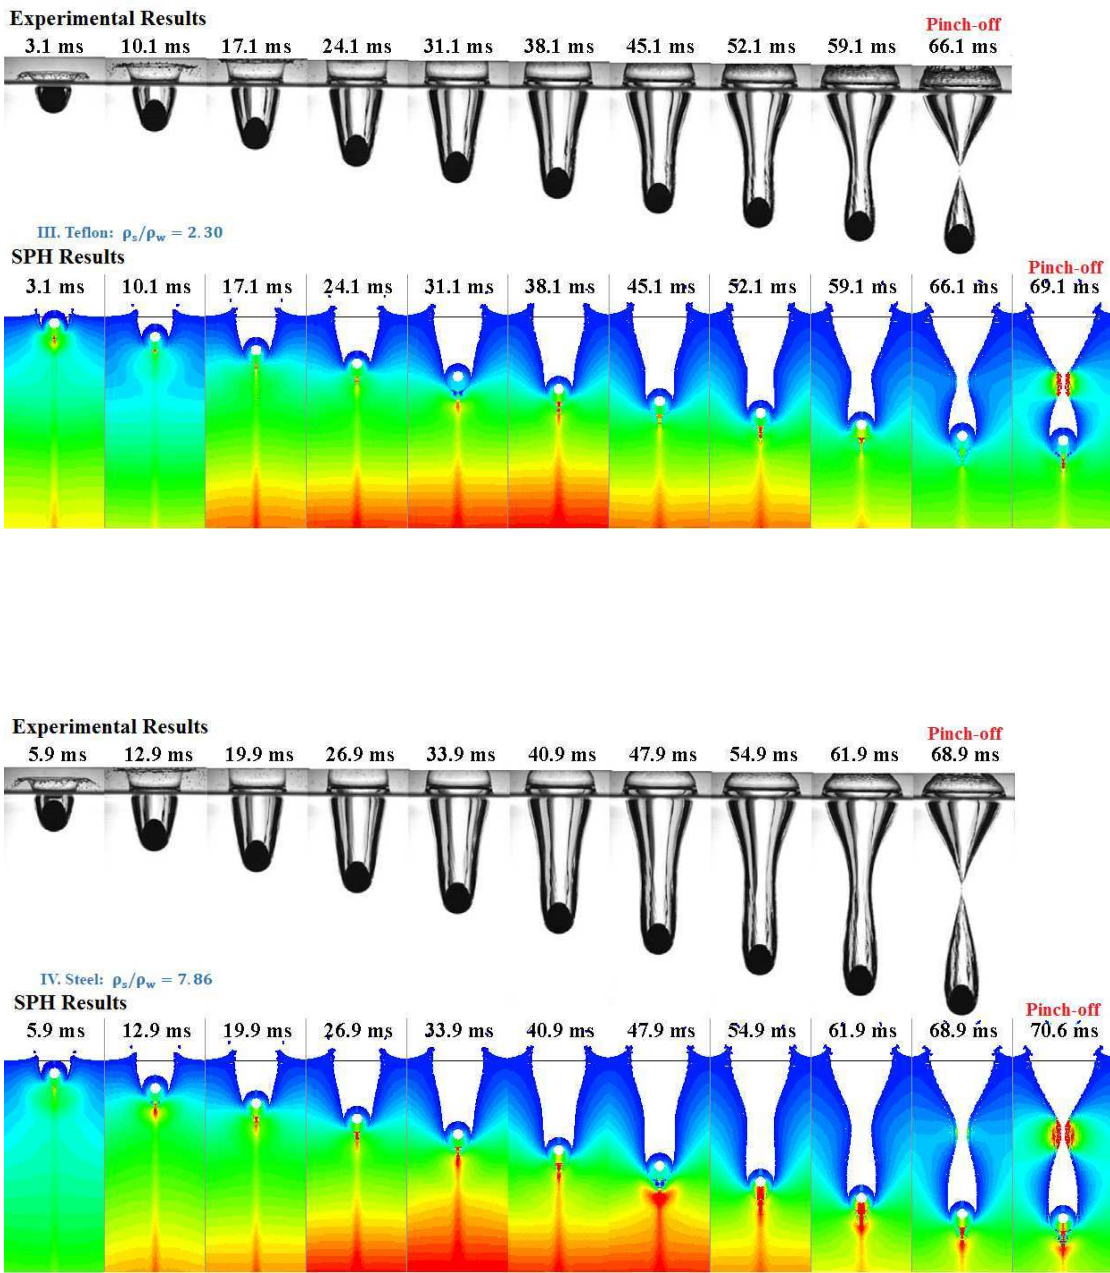 Experimental Results
Pinch-off
3.1 ms 10.1 ms 17.1 ms 24.1 ms 31.1 ms 38.1 ms 45.1 ms 52.1 ms 59.1 ms 66.1 ms
III. Teflon: ρs/ρw = 2.30
SPH Results
Pinch-off
3.1 ms 10.1 ms 17.1 ms 24.1 ms 31.1 ms 38.1 ms 45.1 ms 52.1 ms 59.1 ms 66.1 ms 69.1 ms
Experimental Results
Pinch-off
5.9 ms 12.9 ms 19.9 ms 26.9 ms 33.9 ms 40.9 ms 47.9 ms 54.9 ms 61.9 ms 68.9 ms
IV. Steel: ρs/ρw = 7.86
SPH Results
Pinch-off
5.9 ms 12.9 ms 19.9 ms 26.9 ms 33.9 ms 40.9 ms 47.9 ms 54.9 ms 61.9 ms 68.9 ms 70.6 ms